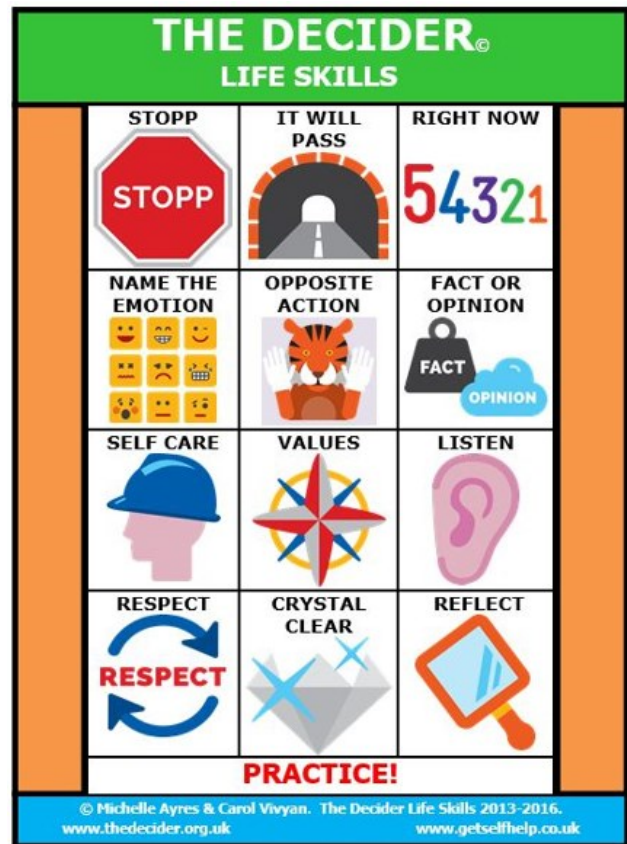 THE DECIDER©
LIFE SKILLS
STOPP
STOPP
IT WILL
PASS
RIGHT NOW
54321
NAME THE
EMOTION
OPPOSITE
ACTION
FACT OR
OPINION
FACT
OPINION
SELF CARE
VALUES
LISTEN
RESPECT
RESPECT
CRYSTAL
CLEAR
REFLECT
PRACTICE!
© Michelle Ayres & Carol Vivyan. The Decider Life Skills 2013-2016.
www.thedecider.org.uk www.getselfhelp.co.uk